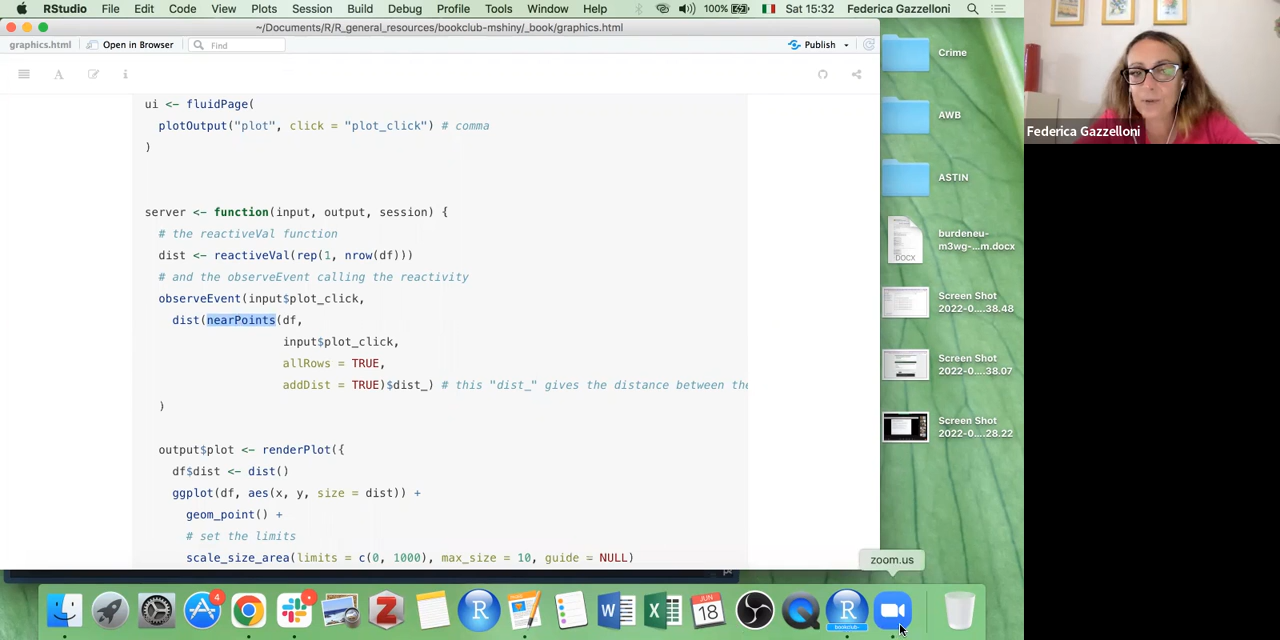 RStudio File Edit Code View Plots Session Build Debug Profile Tools Window Help 100% Sat 15:32 Federica Gazzelloni
~/Documents/R/R_general_resources/bookclub-mshiny/_book/graphics.html
graphics.html Open in Browser Find Publish
ui <- fluidPage(
plotOutput("plot", click = "plot_click") # comma
)
server <- function(input, output, session) {
# the reactiveVal function
dist <- reactiveVal(rep(1, nrow(df)))
# and the observeEvent calling the reactivity
observeEvent(input$plot_click,
dist(nearPoints(df,
input$plot_click,
allRows = TRUE,
addDist = TRUE)$dist_) # this "dist_" gives the distance between the
)
output$plot <- renderPlot({
df$dist <- dist()
ggplot(df, aes(x, y, size = dist)) +
geom_point() +
# set the limits
scale_size_area(limits = c(0, 1000), max_size = 10, guide = NULL)
Crime
AWB
ASTIN
DOCX
burdeneu-
m3wg-...m.docx
Screen Shot
2022-0....38.48
Screen Shot
2022-0....38.07
Screen Shot
2022-0....28.22
Federica Gazzelloni
zoom.us
4
JUN
18
bookclub-